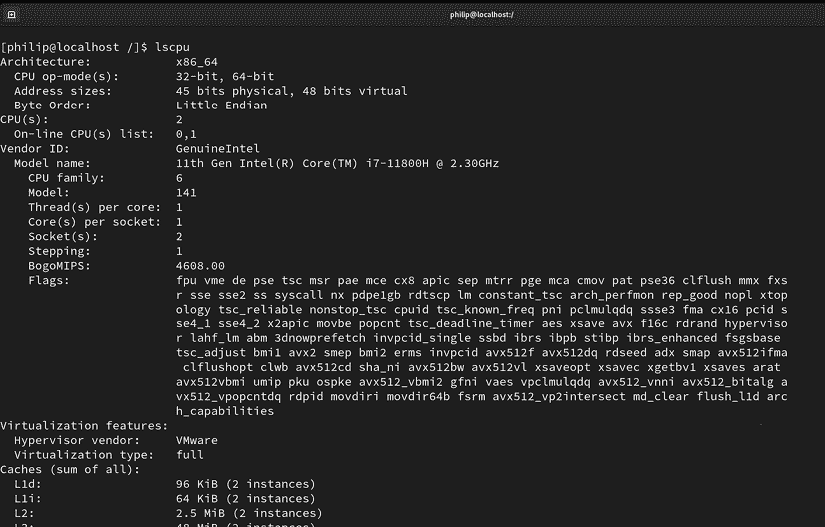 philip@localhost:/
[philip@localhost /]$ lscpu
Architecture: x86_64
CPU op-mode(s): 32-bit, 64-bit
Address sizes: 45 bits physical, 48 bits virtual
Byte Order: Little Endian
CPU(s): 2
On-line CPU(s) list: 0,1
Vendor ID: GenuineIntel
Model name: 11th Gen Intel(R) Core(TM) i7-11800H @ 2.30GHz
CPU family: 6
Model: 141
Thread(s) per core: 1
Core(s) per socket: 1
Socket(s): 2
Stepping: 1
BogoMIPS: 4608.00
Flags: fpu vme de pse tsc msr pae mce cx8 apic sep mtrr pge mca cmov pat pse36 clflush mmx fxs
r sse sse2 ss syscall nx pdpe1gb rdtscp lm constant_tsc arch_perfmon rep_good nopl xtop
ology tsc_reliable nonstop_tsc cpuid tsc_known_freq pni pclmulqdq ssse3 fma cx16 pcid s
se4_1 sse4_2 x2apic movbe popcnt tsc_deadline_timer aes xsave avx f16c rdrand hyperviso
r lahf_lm abm 3dnowprefetch invpcid_single ssbd ibrs ibpb stibp ibrs_enhanced fsgsbase
tsc_adjust bmi1 avx2 smep bmi2 erms invpcid avx512f avx512dq rdseed adx smap avx512ifma
clflushopt clwb avx512cd sha_ni avx512bw avx512vl xsaveopt xsavec xgetbv1 xsaves arat
avx512vbmi umip pku ospke avx512_vbmi2 gfni vaes vpclmulqdq avx512_vnni avx512_bitalg a
vx512_vpopcntdq rdpid movdiri movdir64b fsrm avx512_vp2intersect md_clear flush_l1d arc
h_capabilities
Virtualization features:
Hypervisor vendor: VMware
Virtualization type: full
Caches (sum of all):
L1d: 96 KiB (2 instances)
L1i: 64 KiB (2 instances)
L2: 2.5 MiB (2 instances)
L3: 48 MiB (2 instances)